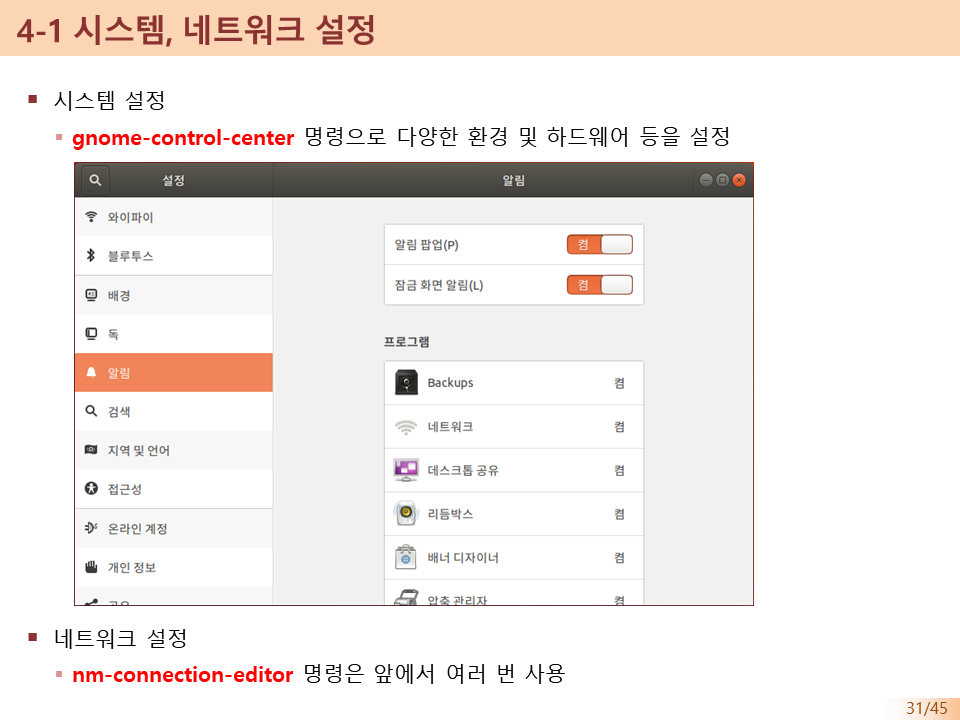 4-1 시스템, 네트워크 설정
시스템 설정
gnome-control-center 명령으로 다양한 환경 및 하드웨어 등을 설정
설정
알림
와이파이
블루투스
배경
독
알림
검색
지역 및 언어
접근성
온라인 계정
개인 정보
공유
알림 팝업(P) 켬
잠금 화면 알림(L) 켬
프로그램
Backups 켬
네트워크 켬
데스크톱 공유 켬
리듬박스 켬
배너 디자이너 켬
압축 관리자 켬
네트워크 설정
nm-connection-editor 명령은 앞에서 여러 번 사용
31/45